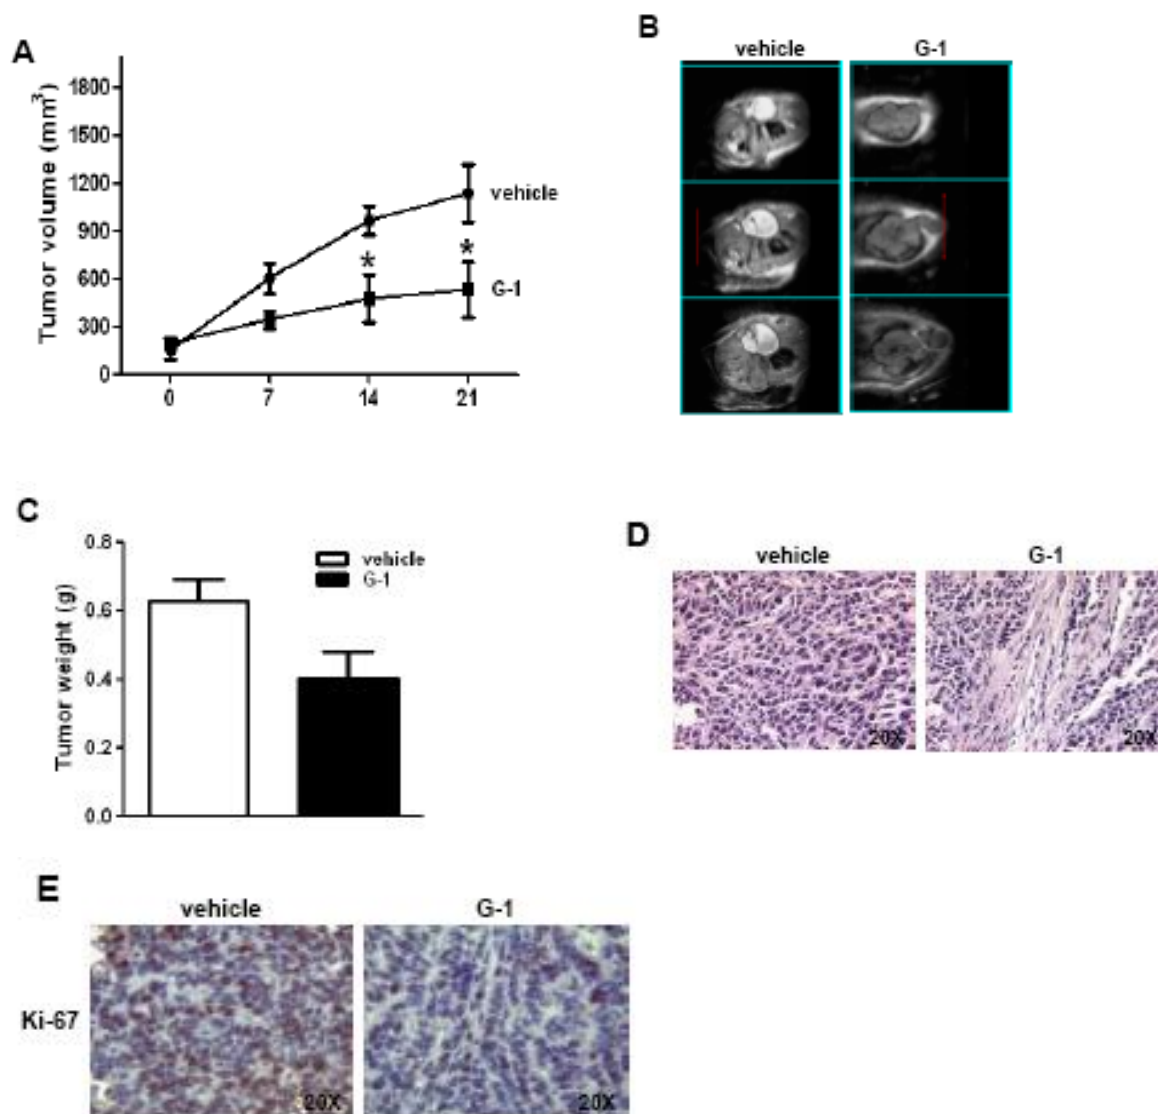 A
Tumor volume (mm³)
1800
1500
1200
900
600
300
0
0 7 14 21
vehicle
G-1
*
*
B
vehicle G-1
C
Tumor weight (g)
0.8
0.6
0.4
0.2
0.0
vehicle
G-1
D
vehicle G-1
20X 20X
E
vehicle G-1
Ki-67
20X 20X